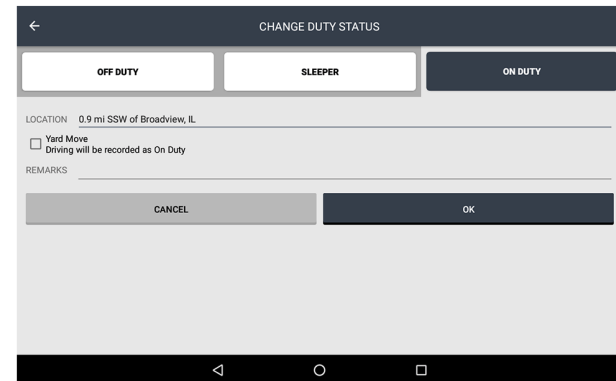 CHANGE DUTY STATUS
OFF DUTY SLEEPER ON DUTY
LOCATION 0.9 mi SSW of Broadview, IL
Yard Move
Driving will be recorded as On Duty
REMARKS
CANCEL OK